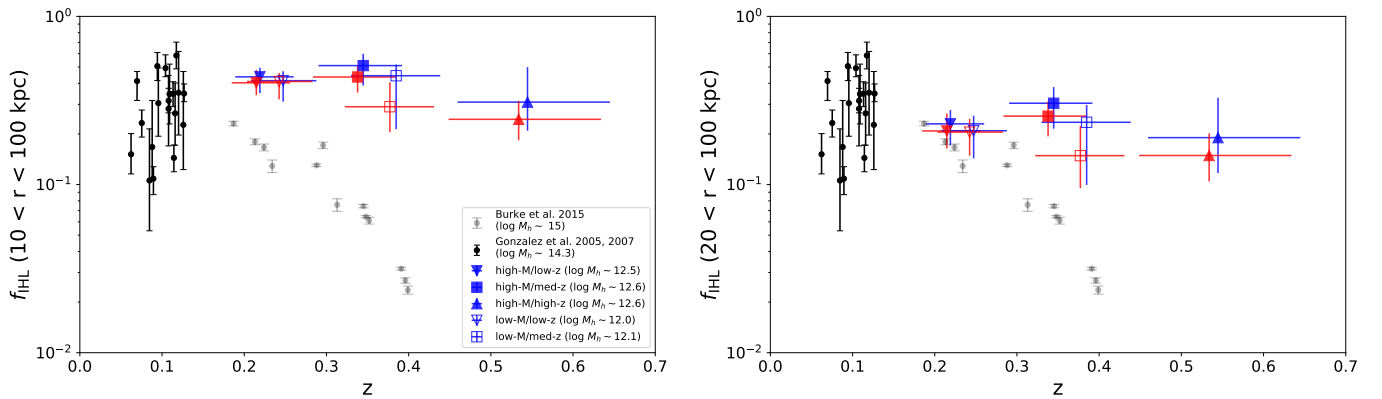 f_IHL (10 < r < 100 kpc)
10^0
10^−1
10^−2
0.0 0.1 0.2 0.3 0.4 0.5 0.6 0.7
z
Burke et al. 2015
(log M_h ~ 15)
Gonzalez et al. 2005, 2007
(log M_h ~ 14.3)
high-M/low-z (log M_h ~ 12.5)
high-M/med-z (log M_h ~ 12.6)
high-M/high-z (log M_h ~ 12.6)
low-M/low-z (log M_h ~ 12.0)
low-M/med-z (log M_h ~ 12.1)
f_IHL (20 < r < 100 kpc)
10^0
10^−1
10^−2
0.0 0.1 0.2 0.3 0.4 0.5 0.6 0.7
z